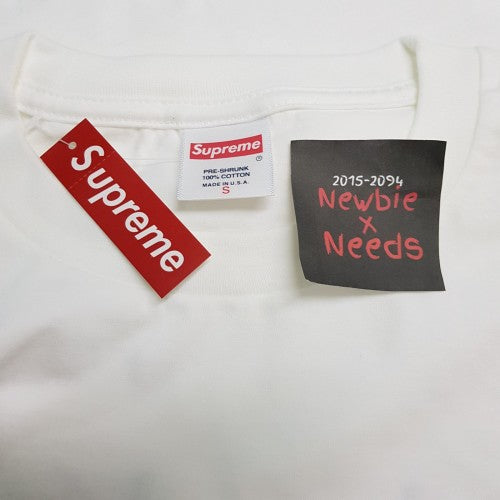 Supreme
Supreme
®
PRE-SHRUNK
100% COTTON
MADE IN U.S.A.
S
2015-2094
Newbie
x
Needs